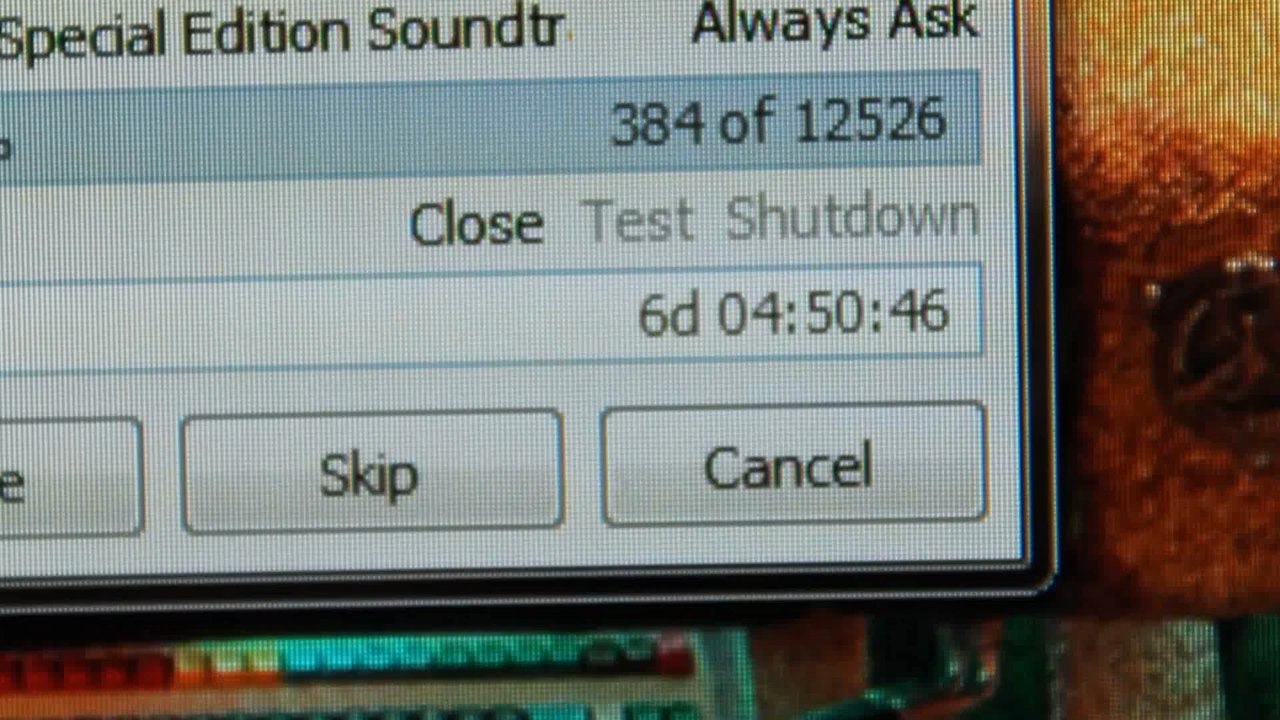 Special Edition Soundtr Always Ask
384 of 12526
Close Test Shutdown
6d 04:50:46
e Skip Cancel